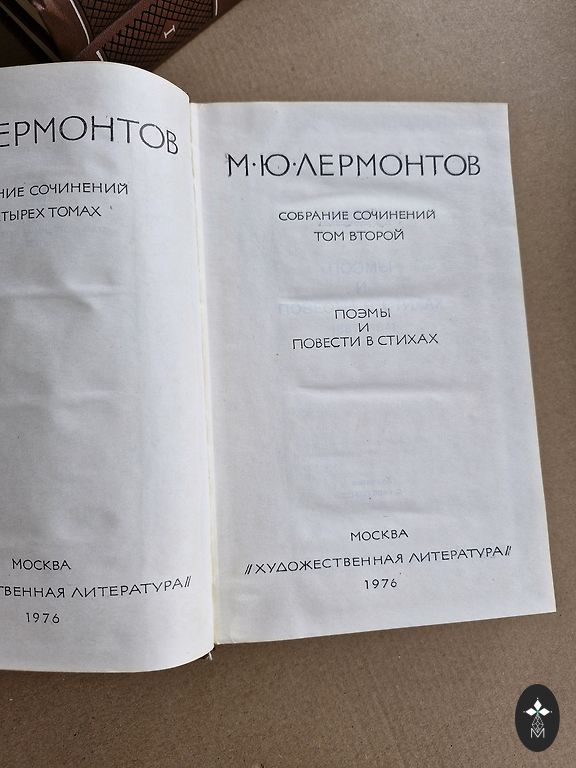 I
ЕРМОНТОВ
НИЕ СОЧИНЕНИЙ
ТЫРЕХ ТОМАХ
МОСКВА
ТВЕННАЯ ЛИТЕРАТУРА//
1976
М·Ю·ЛЕРМОНТОВ
СОБРАНИЕ СОЧИНЕНИЙ
ТОМ ВТОРОЙ
ПОЭМЫ
И
ПОВЕСТИ В СТИХАХ
МОСКВА
//ХУДОЖЕСТВЕННАЯ ЛИТЕРАТУРА//
1976
М